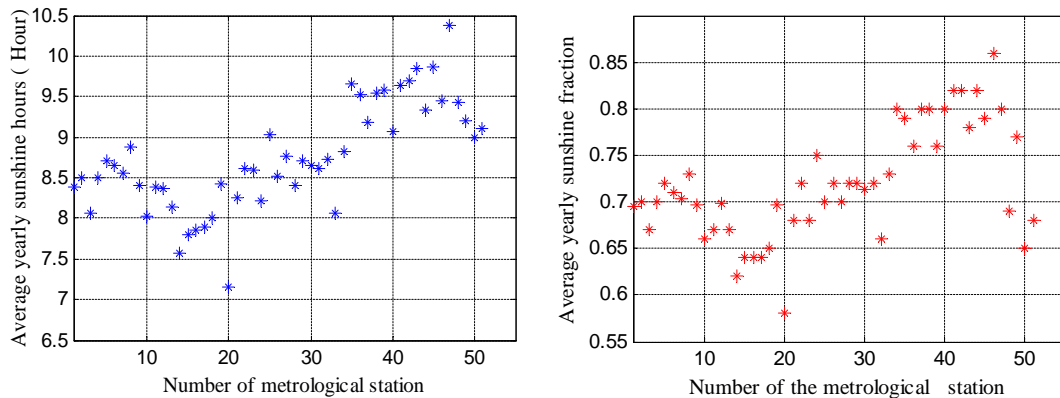 Average yearly sunshine hours ( Hour)
10.5
10
9.5
9
8.5
8
7.5
7
6.5
10 20 30 40 50
Number of metrological station
Average yearly sunshine fraction
0.85
0.8
0.75
0.7
0.65
0.6
0.55
10 20 30 40 50
Number of the metrological station